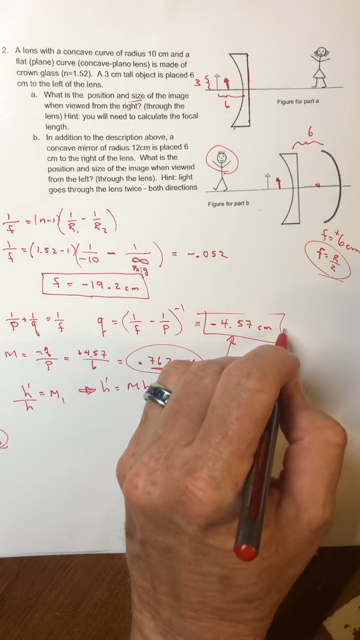 2. A lens with a concave curve of radius 10 cm and a
flat (plane) curve (concave-plano lens) is made of
crown glass (n=1.52). A 3 cm tall object is placed 6
cm to the left of the lens.
a. What is the position and size of the image
when viewed from the right? (through the
lens) Hint: you will need to calculate the focal
length.
b. In addition to the description above, a
concave mirror of radius 12cm is placed 6
cm to the right of the lens. What is the
position and size of the image when viewed
from the left? (through the lens). Hint: light
goes through the lens twice - both directions
3
6
Figure for part a
6
Figure for part b
f = +6 cm
f = R/2
1/f = (n-1)(1/R₁ - 1/R₂)
1/f = (1.52-1)(1/-10 - 1/∞) = -.052
Big
f = -19.2 cm
1/p + 1/q = 1/f q = (1/f - 1/p)⁻¹ = -4.57 cm
M = -q/p = +4.57/6 = .762
h'/h = M₁ ⇒ h' = M h